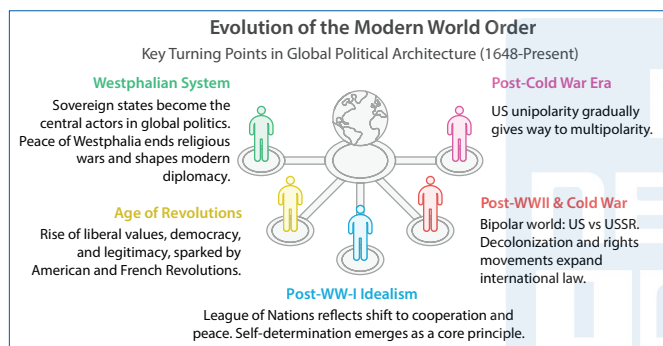 Evolution of the Modern World Order
Key Turning Points in Global Political Architecture (1648-Present)
Westphalian System
Sovereign states become the
central actors in global politics.
Peace of Westphalia ends religious
wars and shapes modern
diplomacy.
Age of Revolutions
Rise of liberal values, democracy,
and legitimacy, sparked by
American and French Revolutions.
Post-WW-I Idealism
League of Nations reflects shift to cooperation and
peace. Self-determination emerges as a core principle.
Post-WWII & Cold War
Bipolar world: US vs USSR.
Decolonization and rights
movements expand
international law.
Post-Cold War Era
US unipolarity gradually
gives way to multipolarity.